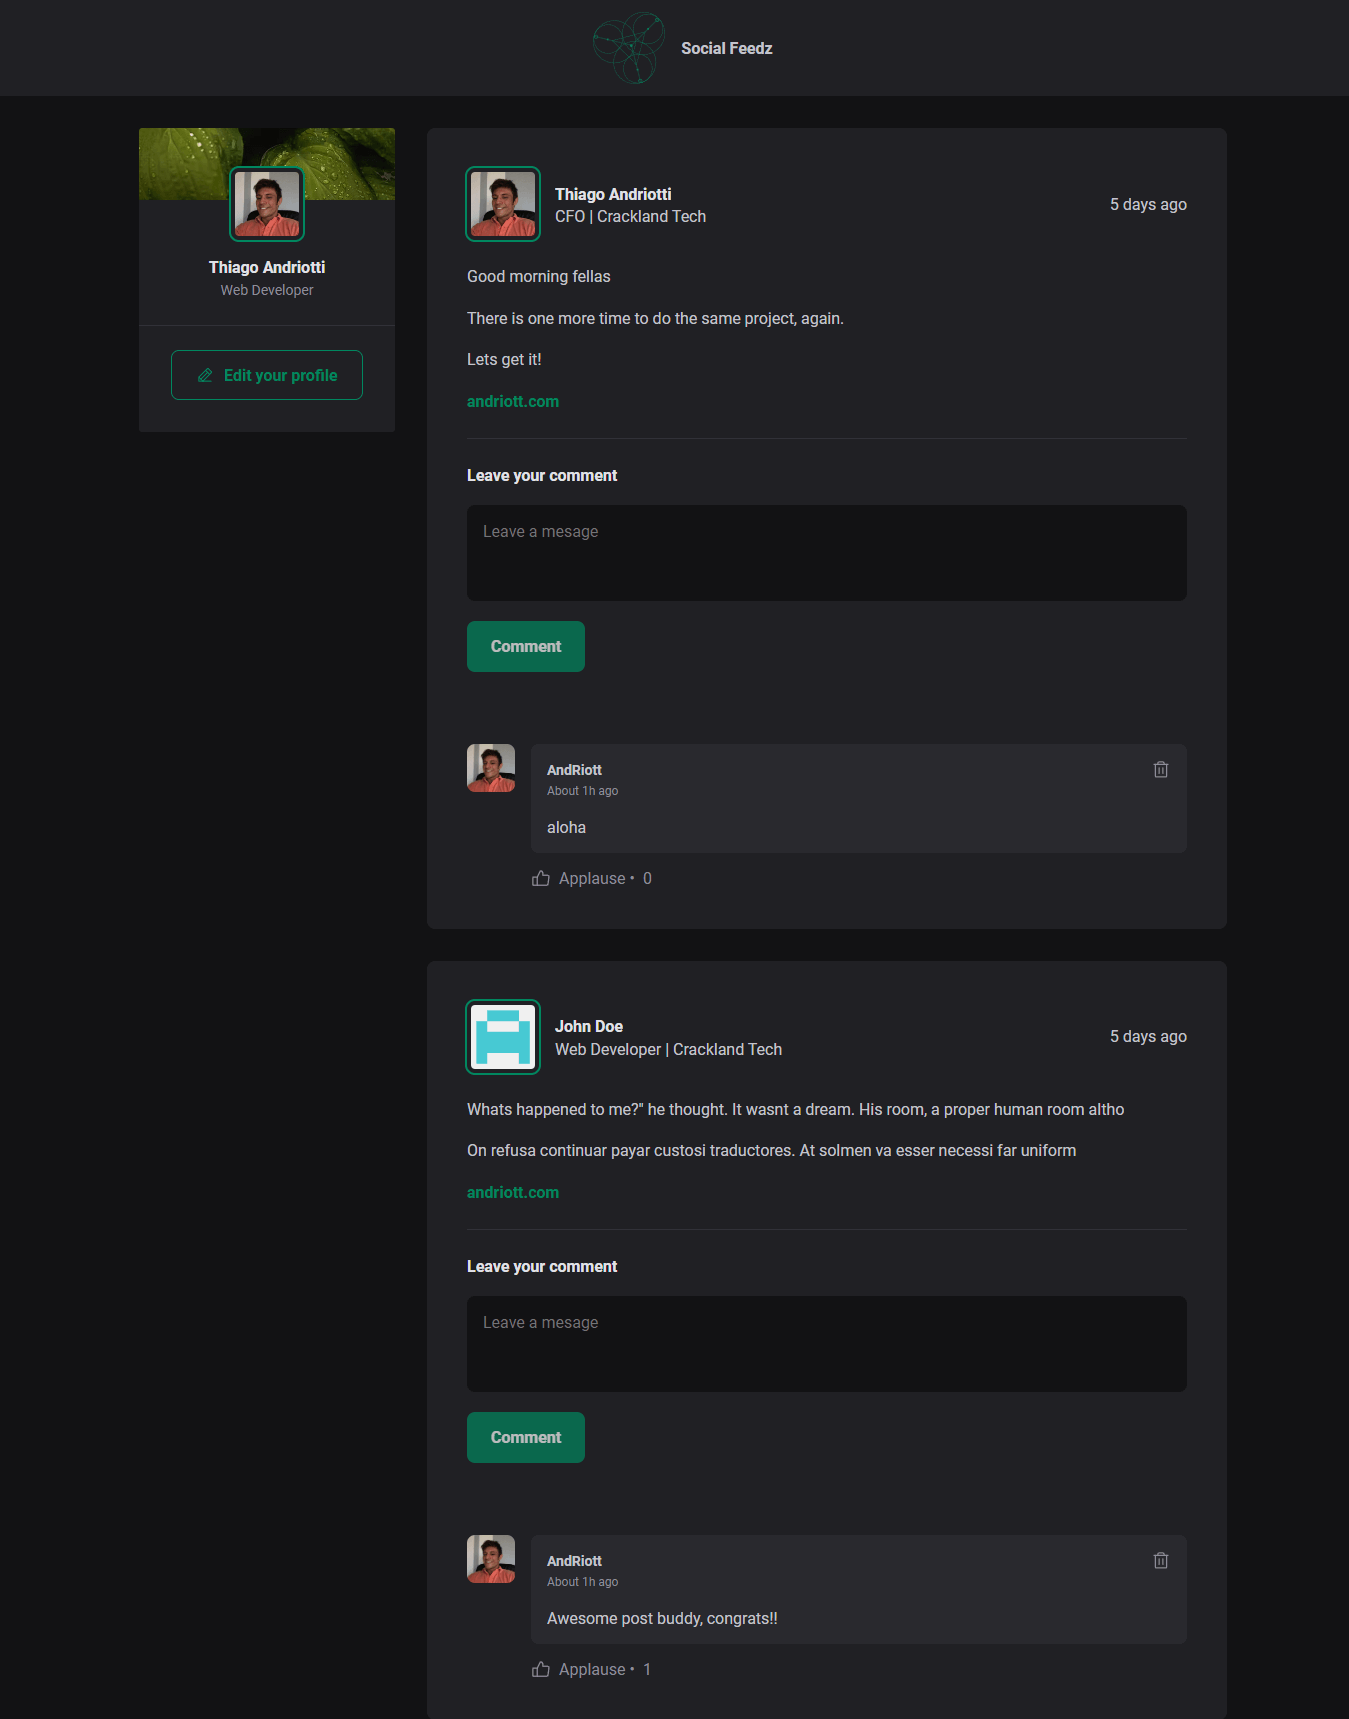 Social Feedz
Thiago Andriotti
Web Developer
Edit your profile
Thiago Andriotti
CFO | Crackland Tech
5 days ago
Good morning fellas
There is one more time to do the same project, again.
Lets get it!
andriott.com
Leave your comment
Leave a mesage
Comment
AndRiott
About 1h ago
aloha
Applause • 0
John Doe
Web Developer | Crackland Tech
5 days ago
Whats happened to me?" he thought. It wasnt a dream. His room, a proper human room altho
On refusa continuar payar custosi traductores. At solmen va esser necessi far uniform
andriott.com
Leave your comment
Leave a mesage
Comment
AndRiott
About 1h ago
Awesome post buddy, congrats!!
Applause • 1